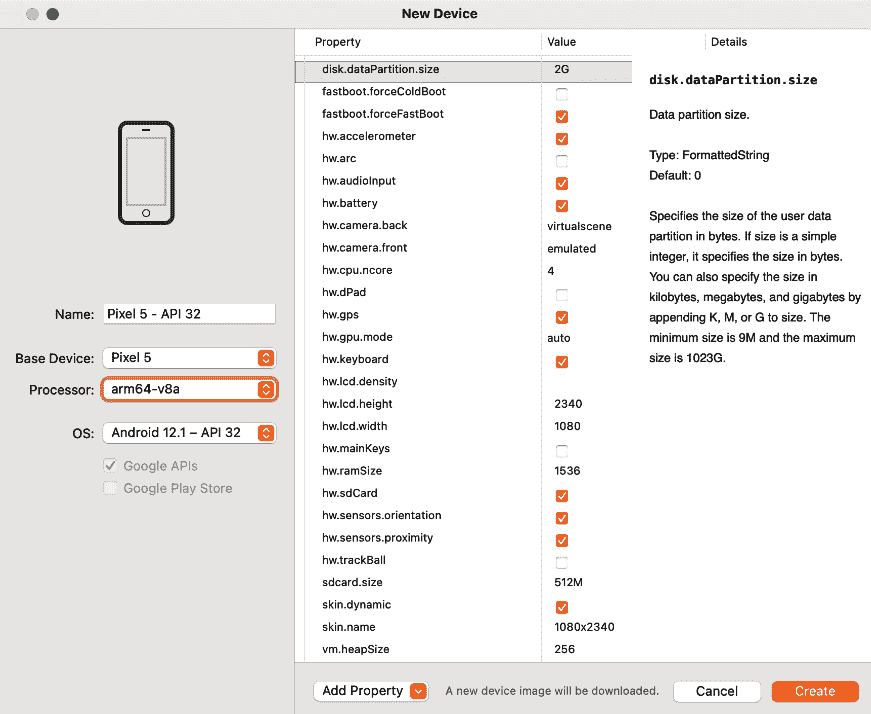 New Device
Name: Pixel 5 - API 32
Base Device: Pixel 5
Processor: arm64-v8a
OS: Android 12.1 – API 32
Google APIs
Google Play Store
Property Value
disk.dataPartition.size 2G
fastboot.forceColdBoot
fastboot.forceFastBoot
hw.accelerometer
hw.arc
hw.audioInput
hw.battery
hw.camera.back virtualscene
hw.camera.front emulated
hw.cpu.ncore 4
hw.dPad
hw.gps
hw.gpu.mode auto
hw.keyboard
hw.lcd.density
hw.lcd.height 2340
hw.lcd.width 1080
hw.mainKeys
hw.ramSize 1536
hw.sdCard
hw.sensors.orientation
hw.sensors.proximity
hw.trackBall
sdcard.size 512M
skin.dynamic
skin.name 1080x2340
vm.heapSize 256
Details
disk.dataPartition.size
Data partition size.
Type: FormattedString
Default: 0
Specifies the size of the user data
partition in bytes. If size is a simple
integer, it specifies the size in bytes.
You can also specify the size in
kilobytes, megabytes, and gigabytes by
appending K, M, or G to size. The
minimum size is 9M and the maximum
size is 1023G.
Add Property
A new device image will be downloaded.
Cancel
Create